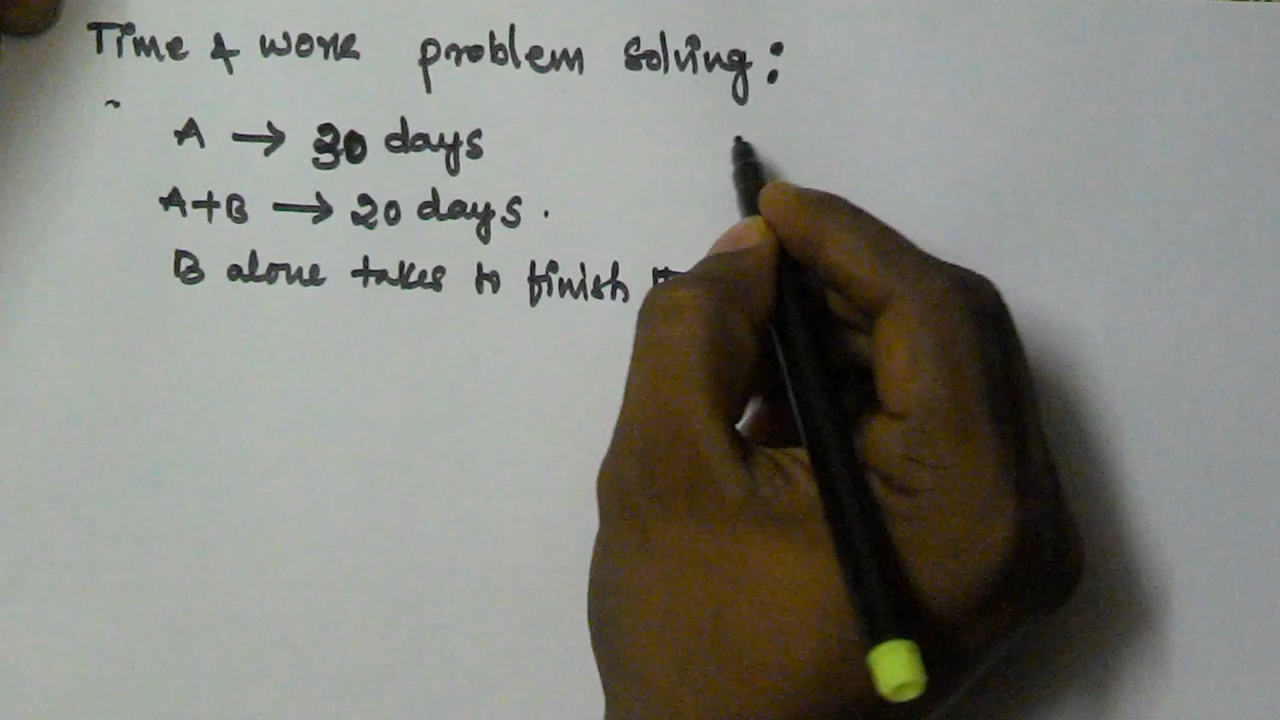 Time & work problem solving:
A → 30 days
A+B → 20 days.
B alone takes to finish